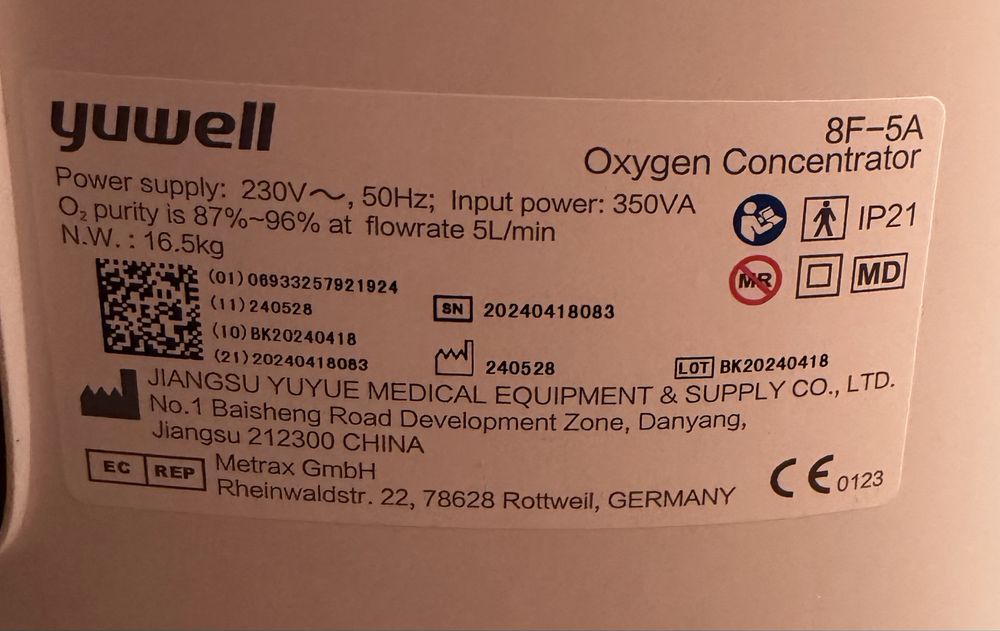 yuwell
8F-5A
Oxygen Concentrator
Power supply: 230V～, 50Hz; Input power: 350VA
O₂ purity is 87%~96% at flowrate 5L/min
N.W. : 16.5kg
IP21
MR
MD
(01)06933257921924
(11)240528
(10)BK20240418
(21)20240418083
SN 20240418083
240528
LOT BK20240418
JIANGSU YUYUE MEDICAL EQUIPMENT & SUPPLY CO., LTD.
No.1 Baisheng Road Development Zone, Danyang,
Jiangsu 212300 CHINA
EC REP Metrax GmbH
Rheinwaldstr. 22, 78628 Rottweil, GERMANY
CE 0123